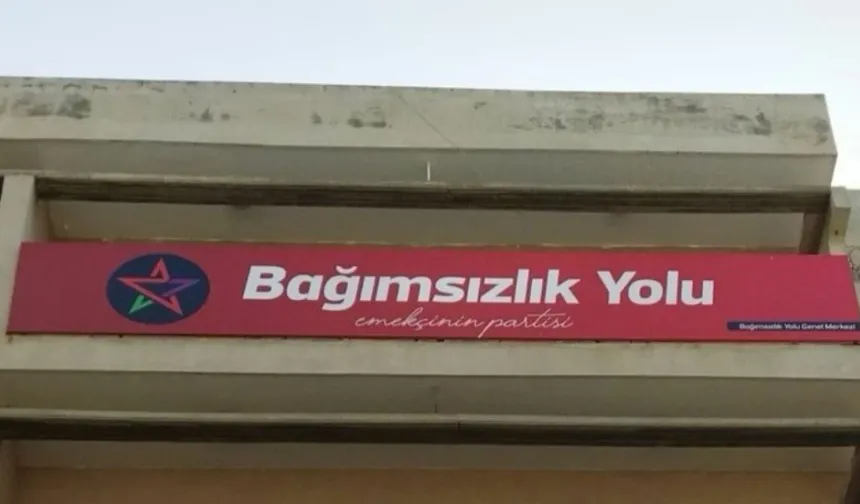 Bağımsızlık Yolu
emekçinin partisi
Bağımsızlık Yolu Genel Merkezi